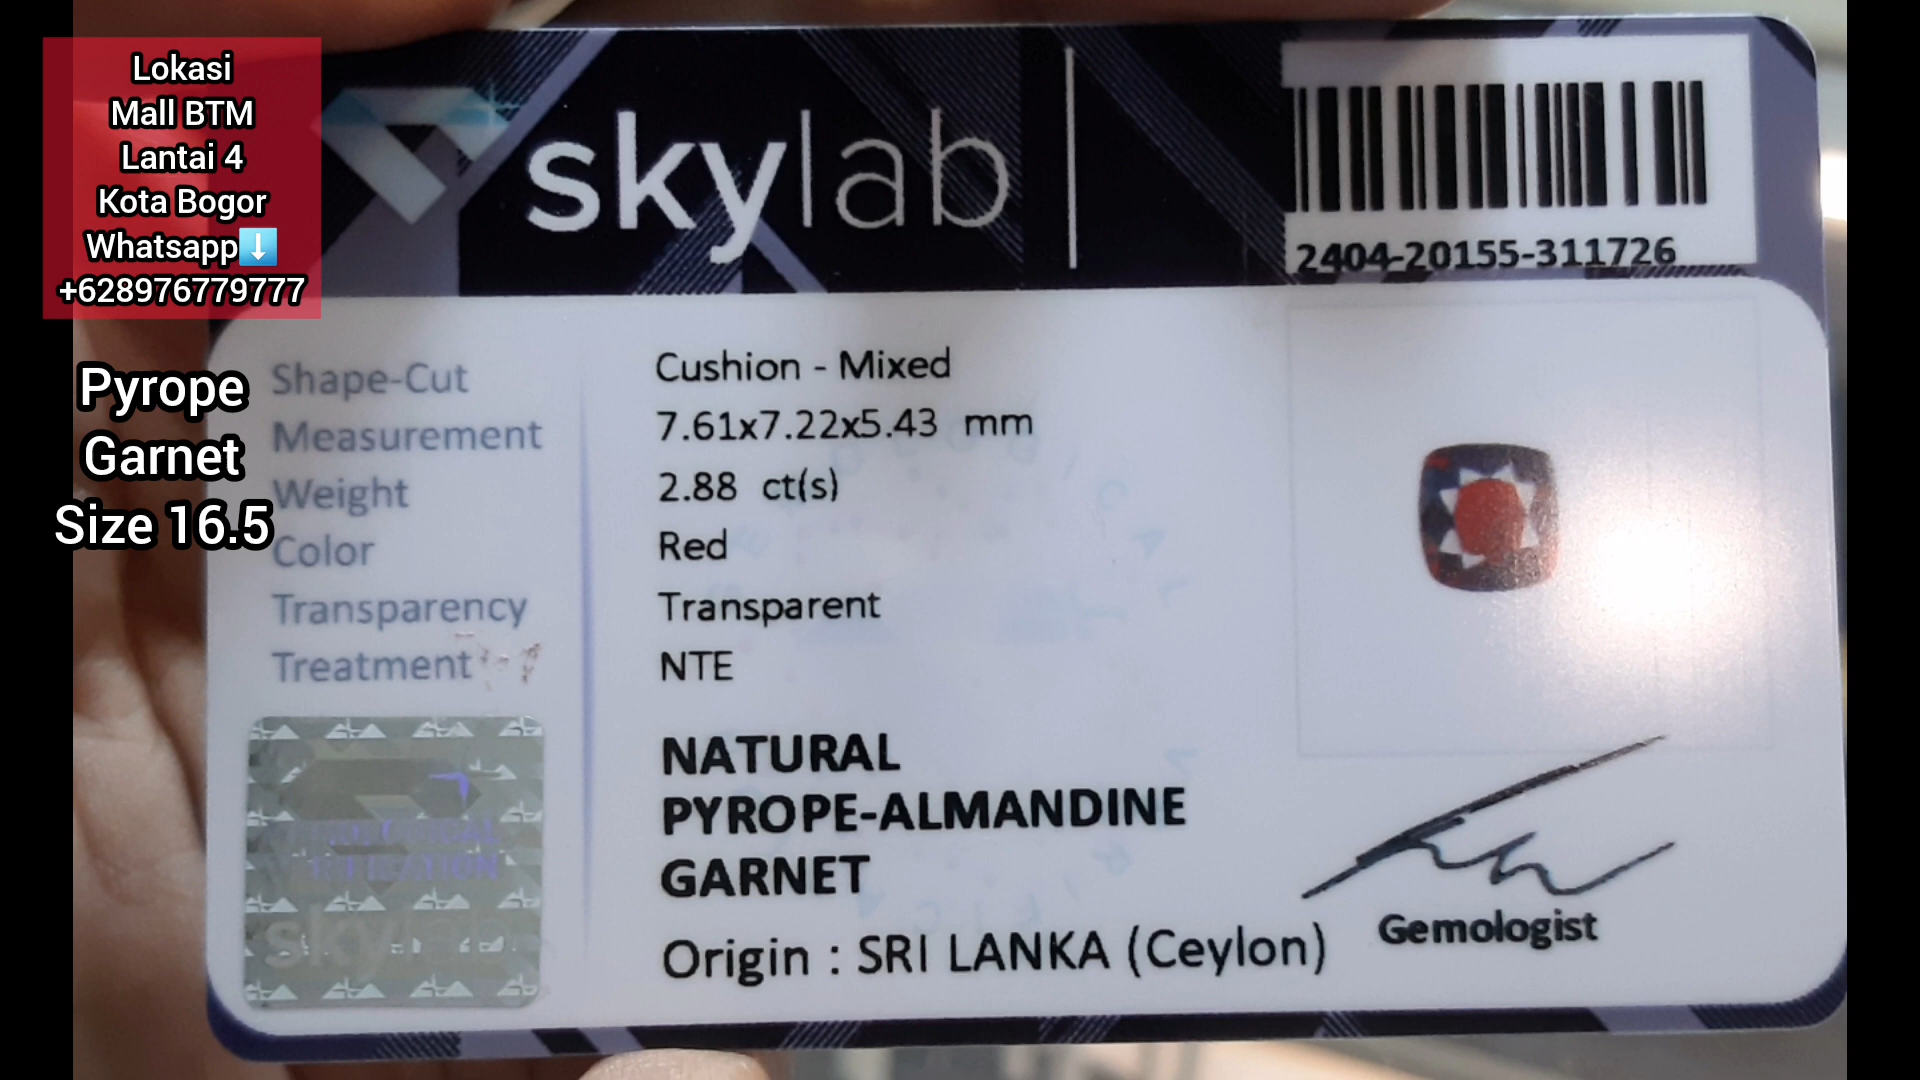 Lokasi
Mall BTM
Lantai 4
Kota Bogor
Whatsapp⬇️
+628976779777
Pyrope
Garnet
Size 16.5
skylab
2404-20155-311726
Shape-Cut Cushion - Mixed
Measurement 7.61x7.22x5.43 mm
Weight 2.88 ct(s)
Color Red
Transparency Transparent
Treatment NTE
NATURAL
PYROPE-ALMANDINE
GARNET
Origin : SRI LANKA (Ceylon)
Gemologist
skylab